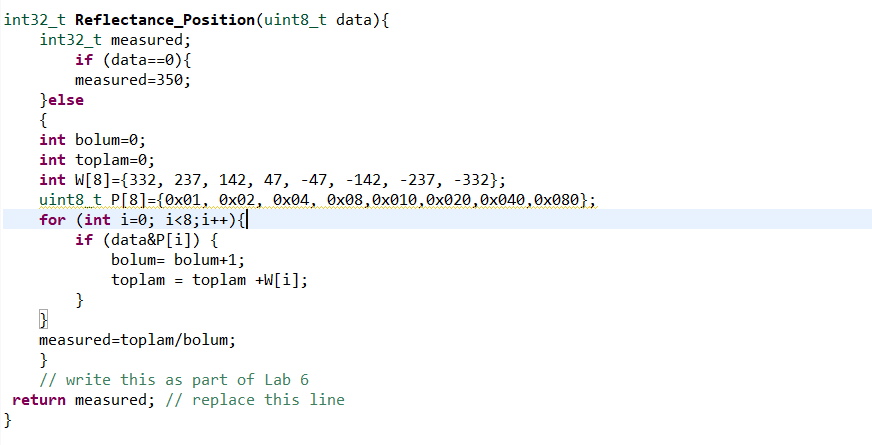 int32_t Reflectance_Position(uint8_t data){
    int32_t measured;
        if (data==0){
        measured=350;
    }else
    {
    int bolum=0;
    int toplam=0;
    int W[8]={332, 237, 142, 47, -47, -142, -237, -332};
    uint8_t P[8]={0x01, 0x02, 0x04, 0x08,0x010,0x020,0x040,0x080};
    for (int i=0; i<8;i++){
        if (data&P[i]) {
            bolum= bolum+1;
            toplam = toplam +W[i];
        }
    }
    measured=toplam/bolum;
    }
    // write this as part of Lab 6
 return measured; // replace this line
}